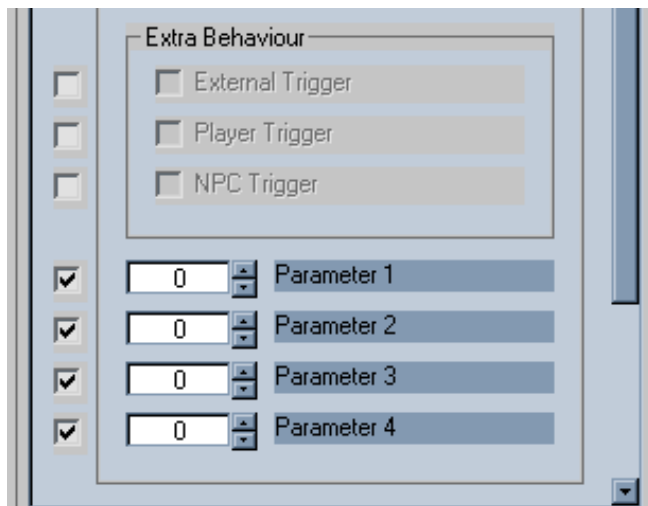 Extra Behaviour
External Trigger
Player Trigger
NPC Trigger
0 Parameter 1
0 Parameter 2
0 Parameter 3
0 Parameter 4